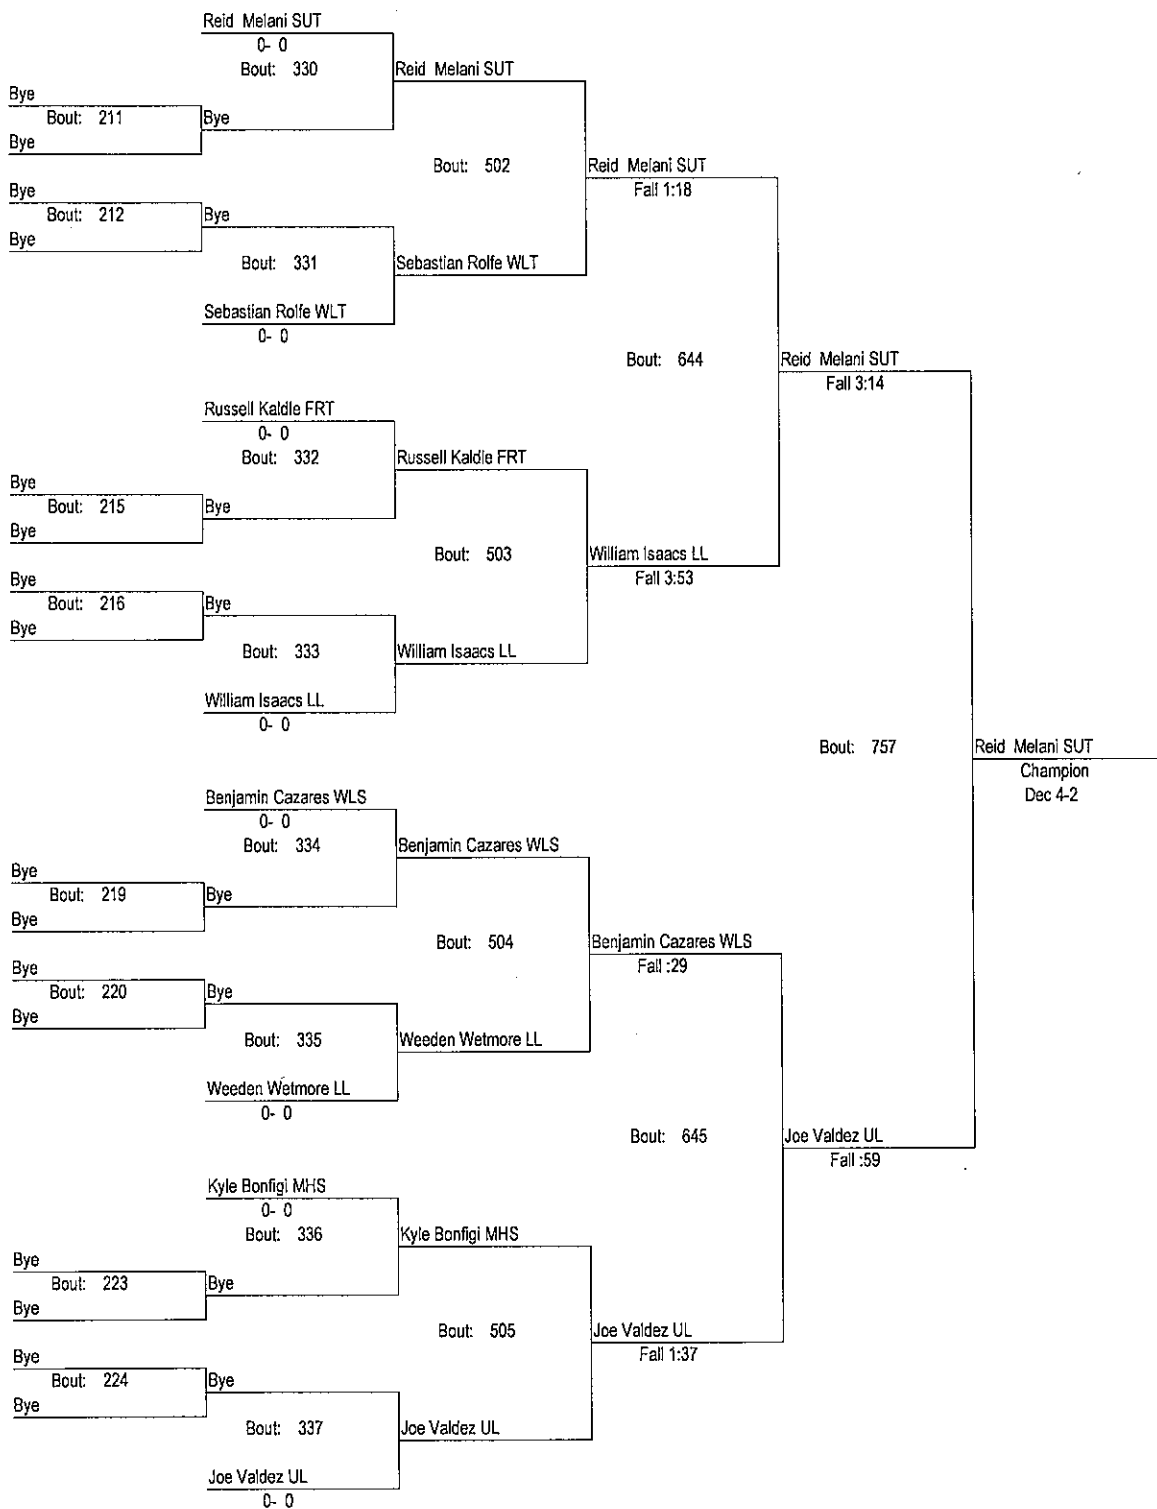 Reid Melani SUT
0- 0
Bout: 330
Reid Melani SUT
Bye
Bout: 211
Bye
Bye
Bout: 502
Reid Melani SUT
Fall 1:18
Bye
Bout: 212
Bye
Bye
Bout: 331
Sebastian Rolfe WLT
Sebastian Rolfe WLT
0- 0
Bout: 644
Reid Melani SUT
Fall 3:14
Russell Kaldie FRT
0- 0
Bout: 332
Russell Kaldie FRT
Bye
Bout: 215
Bye
Bye
Bout: 503
William Isaacs LL
Fall 3:53
Bye
Bout: 216
Bye
Bye
Bout: 333
William Isaacs LL
William Isaacs LL
0- 0
Bout: 757
Reid Melani SUT
Champion
Dec 4-2
Benjamin Cazares WLS
0- 0
Bout: 334
Benjamin Cazares WLS
Bye
Bout: 219
Bye
Bye
Bout: 504
Benjamin Cazares WLS
Fall :29
Bye
Bout: 220
Bye
Bye
Bout: 335
Weeden Wetmore LL
Weeden Wetmore LL
0- 0
Bout: 645
Joe Valdez UL
Fall :59
Kyle Bonfigi MHS
0- 0
Bout: 336
Kyle Bonfigi MHS
Bye
Bout: 223
Bye
Bye
Bout: 505
Joe Valdez UL
Fall 1:37
Bye
Bout: 224
Bye
Bye
Bout: 337
Joe Valdez UL
Joe Valdez UL
0- 0